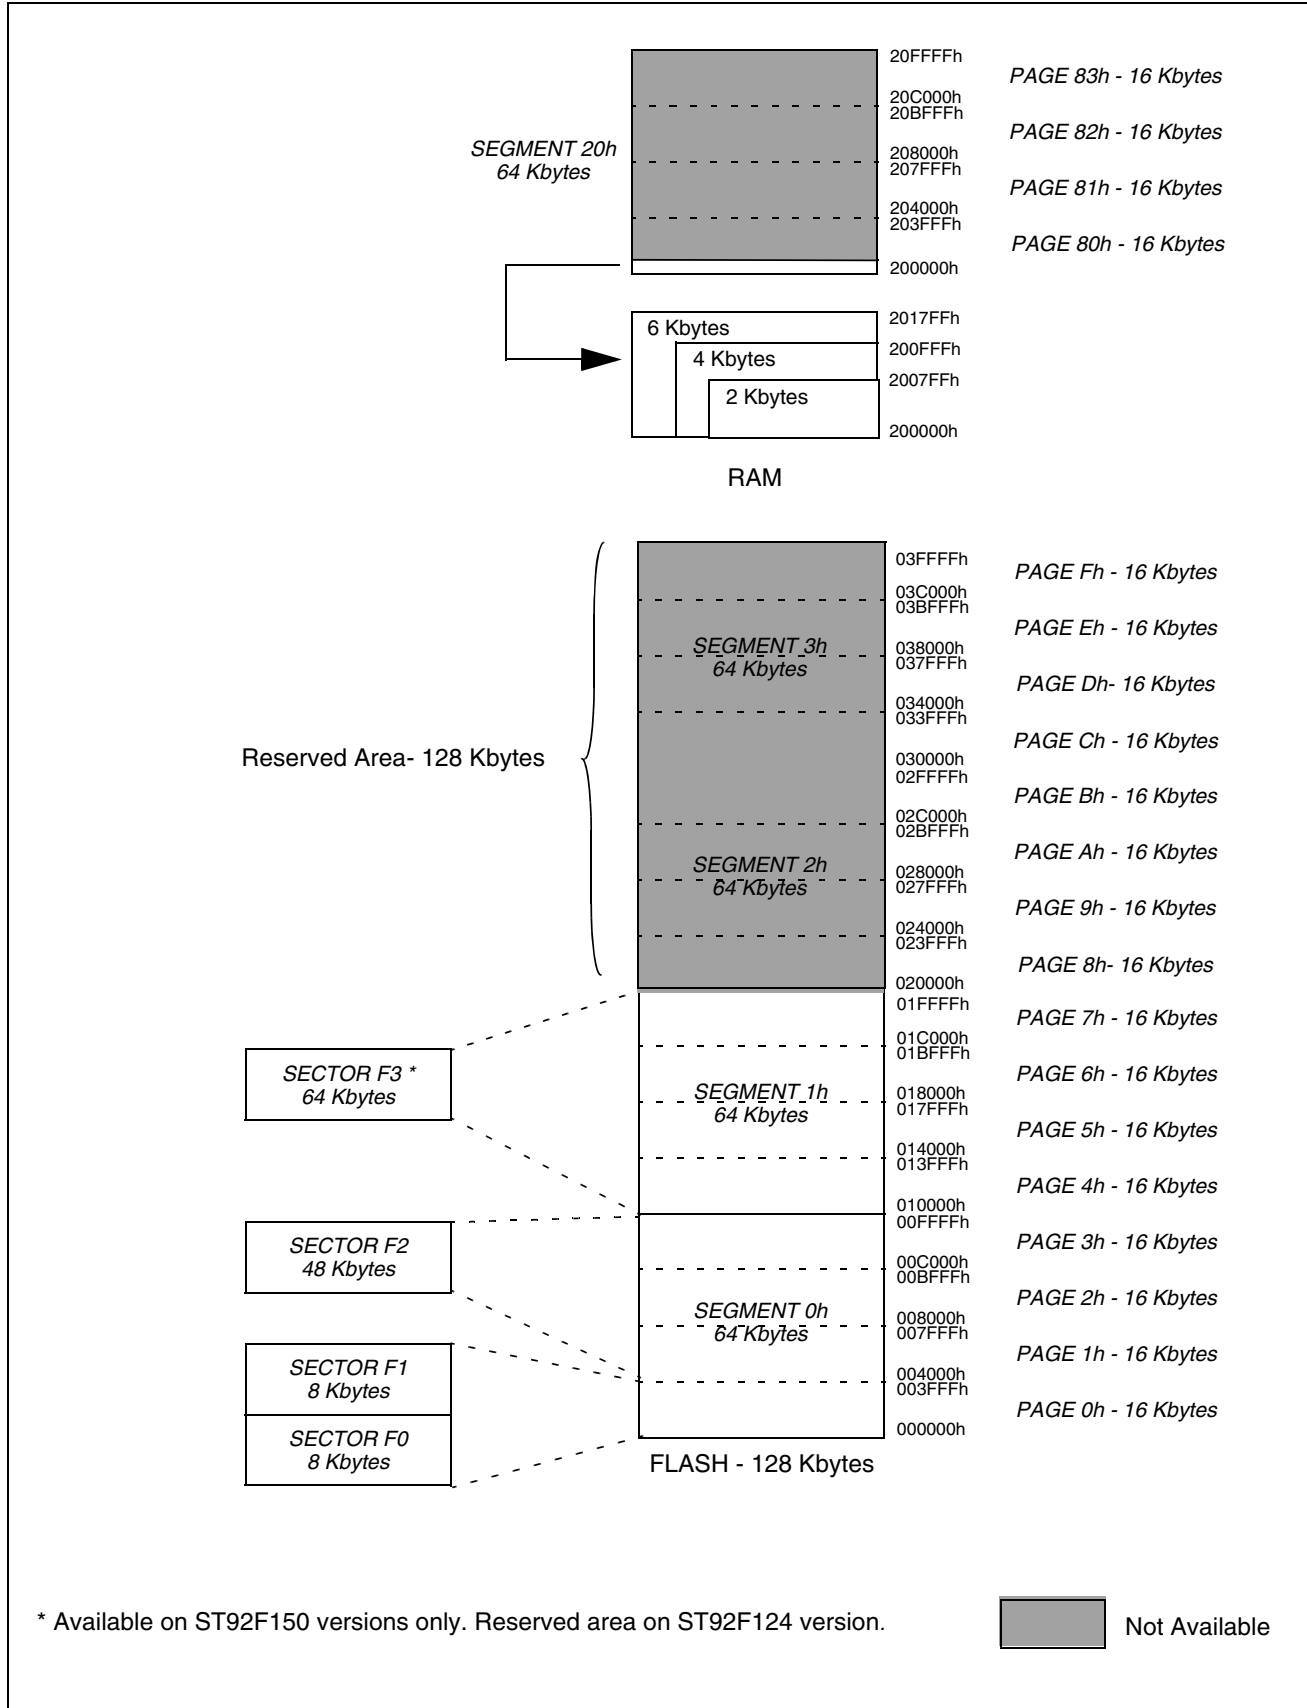 20FFFFh
PAGE 83h - 16 Kbytes
20C000h
20BFFFh
PAGE 82h - 16 Kbytes
SEGMENT 20h
64 Kbytes
208000h
207FFFh
PAGE 81h - 16 Kbytes
204000h
203FFFh
PAGE 80h - 16 Kbytes
200000h
6 Kbytes
2017FFh
4 Kbytes
200FFFh
2 Kbytes
2007FFh
200000h
RAM
03FFFFh
PAGE Fh - 16 Kbytes
03C000h
03BFFFh
PAGE Eh - 16 Kbytes
SEGMENT 3h
64 Kbytes
038000h
037FFFh
PAGE Dh- 16 Kbytes
034000h
033FFFh
PAGE Ch - 16 Kbytes
Reserved Area- 128 Kbytes
030000h
02FFFFh
PAGE Bh - 16 Kbytes
02C000h
02BFFFh
PAGE Ah - 16 Kbytes
SEGMENT 2h
64 Kbytes
028000h
027FFFh
PAGE 9h - 16 Kbytes
024000h
023FFFh
PAGE 8h- 16 Kbytes
020000h
01FFFFh
PAGE 7h - 16 Kbytes
01C000h
01BFFFh
SECTOR F3 *
64 Kbytes
PAGE 6h - 16 Kbytes
SEGMENT 1h
64 Kbytes
018000h
017FFFh
PAGE 5h - 16 Kbytes
014000h
013FFFh
PAGE 4h - 16 Kbytes
010000h
00FFFFh
SECTOR F2
48 Kbytes
PAGE 3h - 16 Kbytes
00C000h
00BFFFh
PAGE 2h - 16 Kbytes
SEGMENT 0h
64 Kbytes
008000h
007FFFh
PAGE 1h - 16 Kbytes
SECTOR F1
8 Kbytes
004000h
003FFFh
PAGE 0h - 16 Kbytes
SECTOR F0
8 Kbytes
000000h
FLASH - 128 Kbytes
* Available on ST92F150 versions only. Reserved area on ST92F124 version.
Not Available